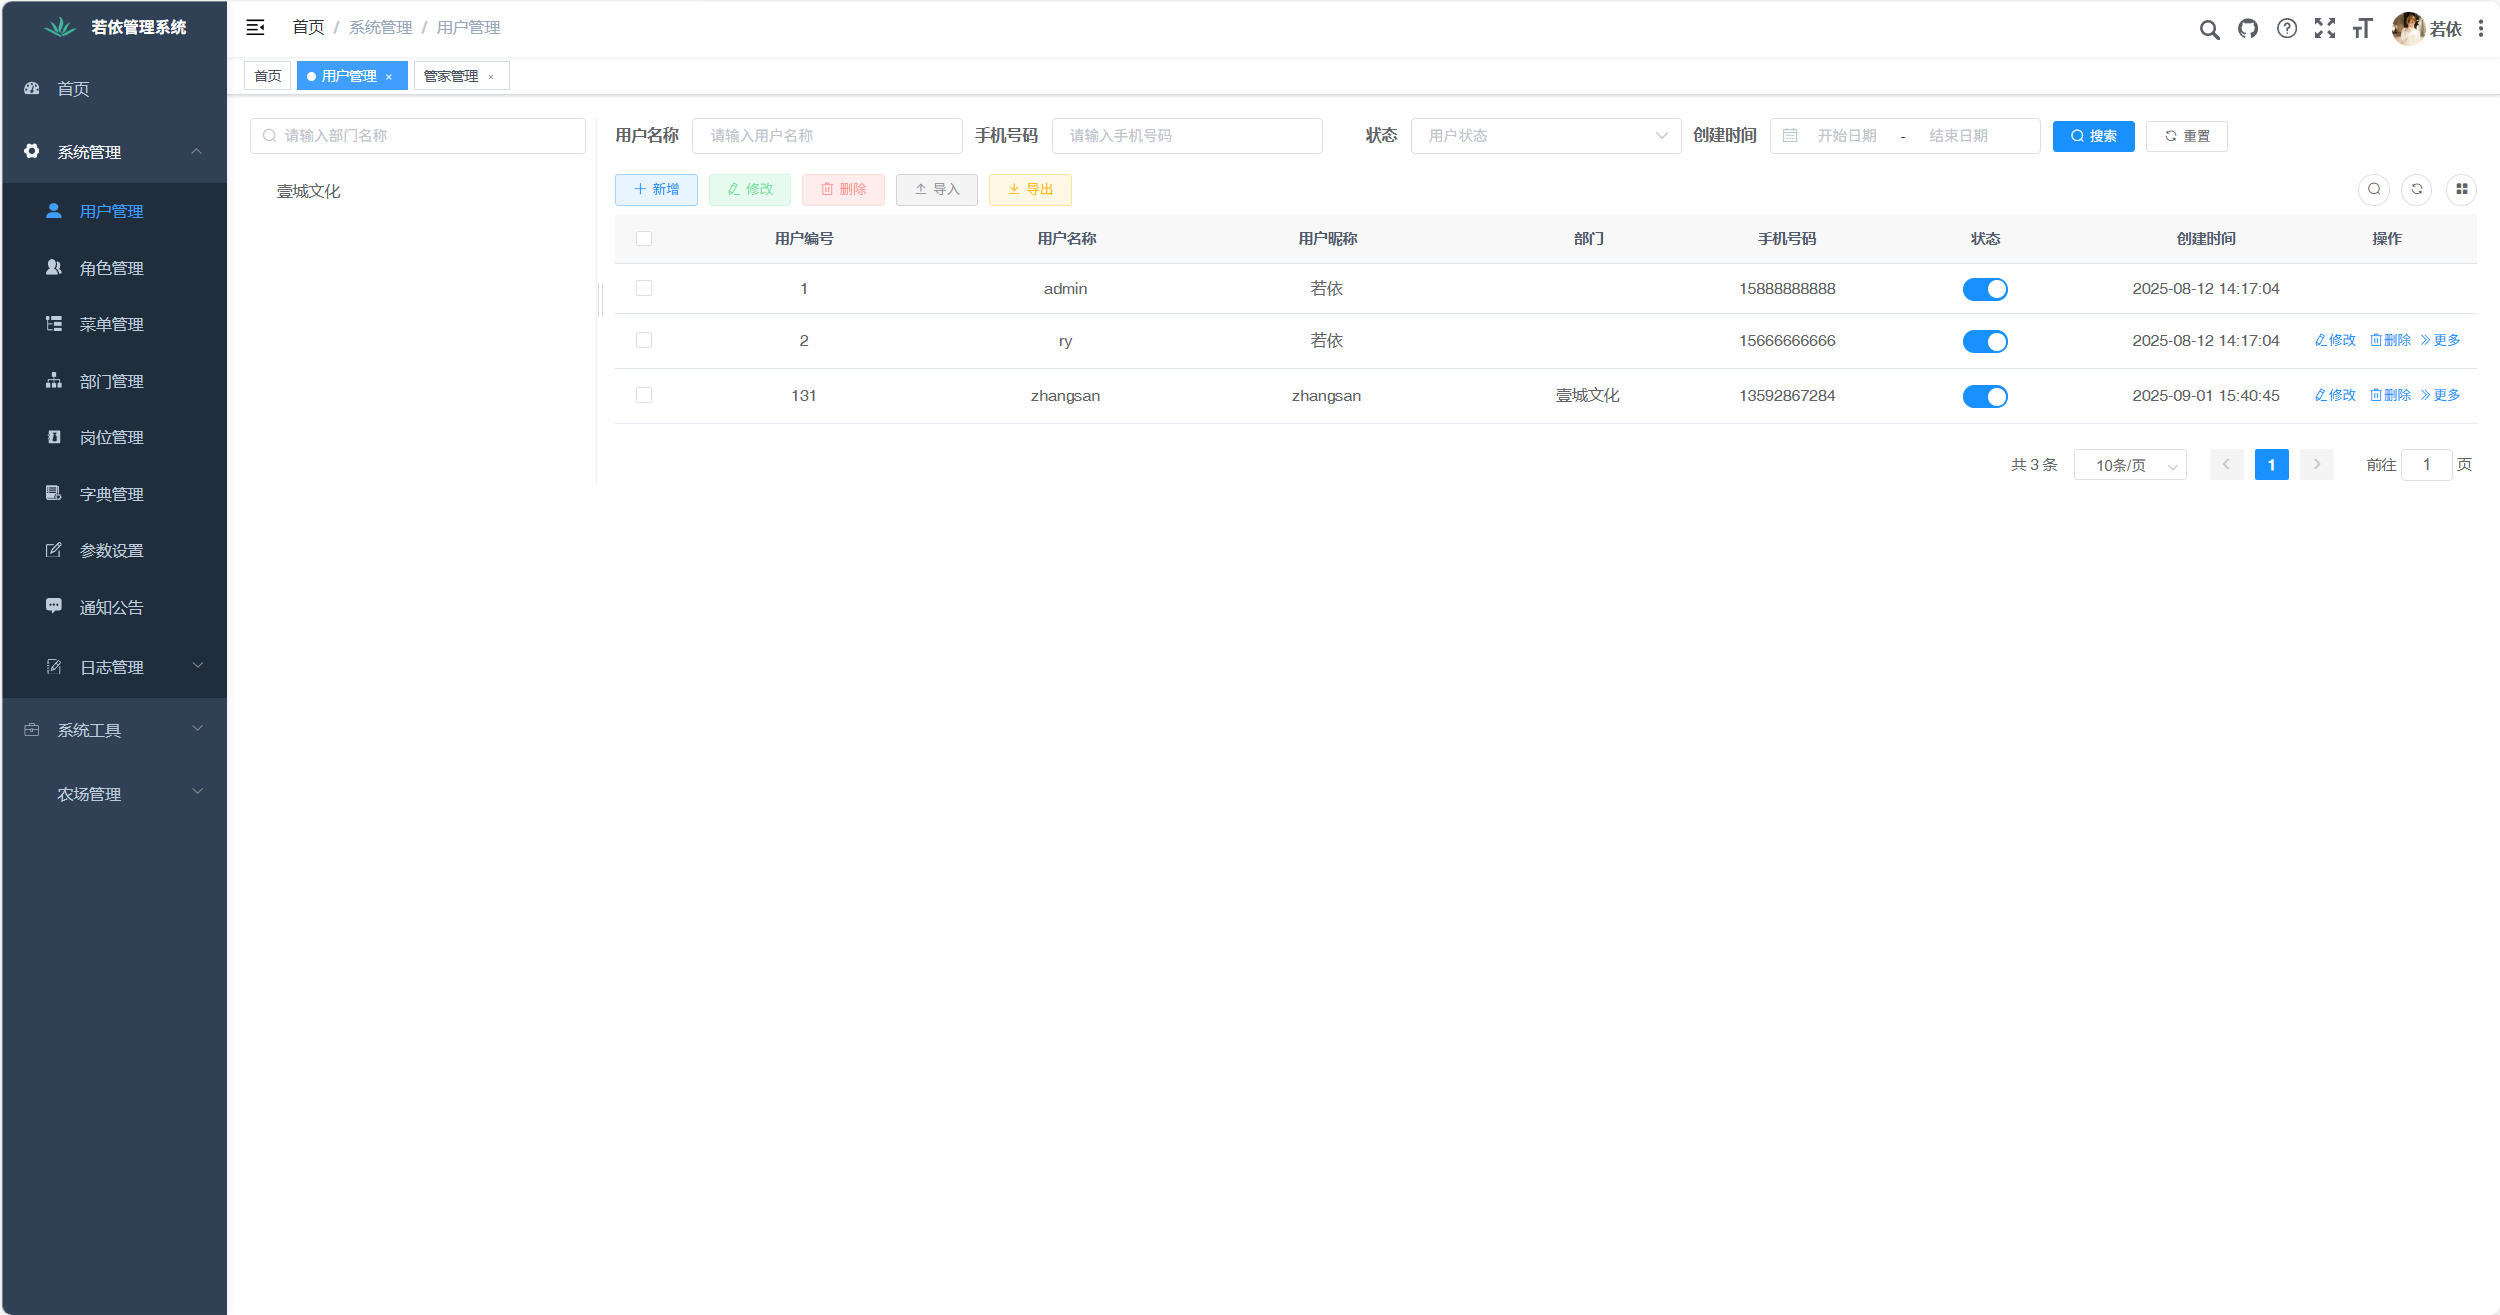 若依管理系统
首页 / 系统管理 / 用户管理
若依
首页
用户管理 ×
管家管理 ×
首页
系统管理
用户管理
角色管理
菜单管理
部门管理
岗位管理
字典管理
参数设置
通知公告
日志管理
系统工具
农场管理
请输入部门名称
壹城文化
用户名称 请输入用户名称 手机号码 请输入手机号码 状态 用户状态 创建时间 开始日期 - 结束日期 搜索 重置
新增 修改 删除 导入 导出
用户编号 用户名称 用户昵称 部门 手机号码 状态 创建时间 操作
1 admin 若依 15888888888 2025-08-12 14:17:04
2 ry 若依 15666666666 2025-08-12 14:17:04 修改 删除 更多
131 zhangsan zhangsan 壹城文化 13592867284 2025-09-01 15:40:45 修改 删除 更多
共 3 条 10条/页 1 前往 1 页